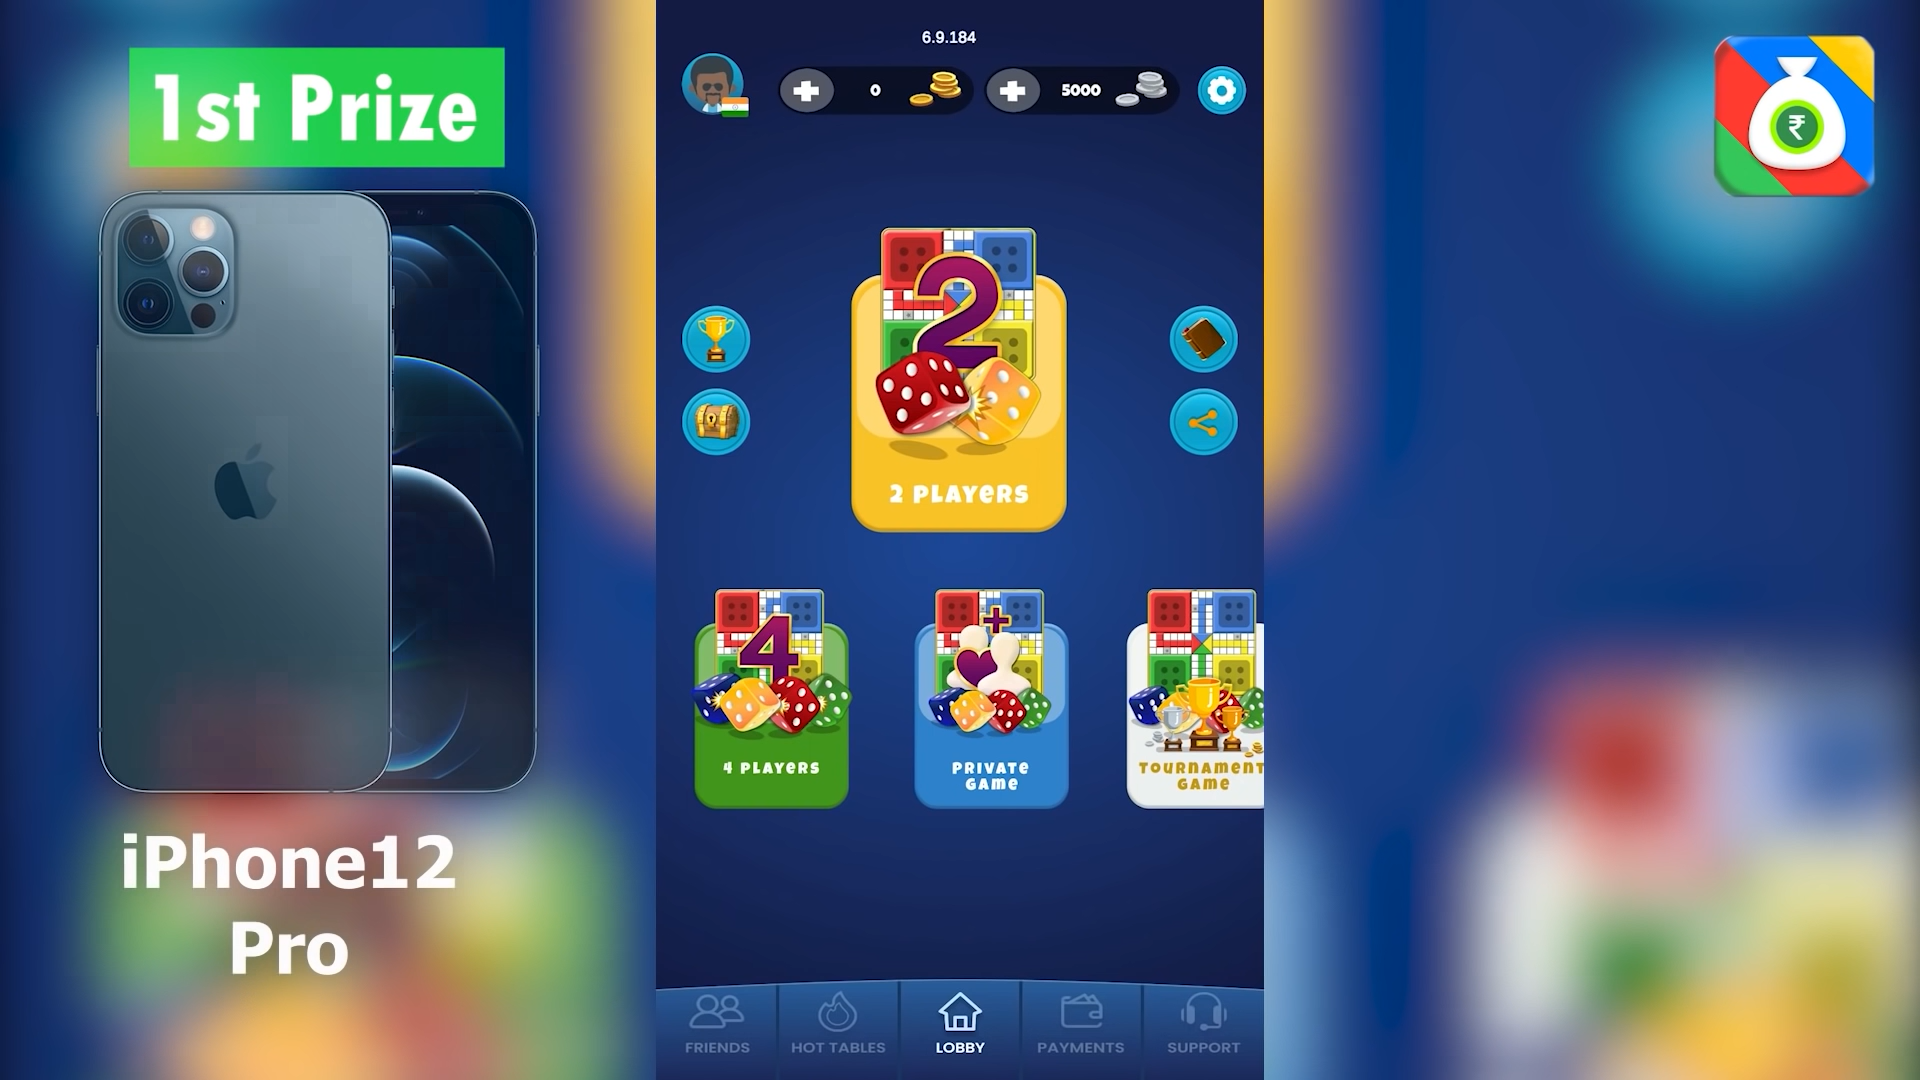 1st Prize
iPhone12
Pro
6.9.184
0
5000
2
2 PLAYERS
4
4 PLAYERS
PRIVATE
GAME
TOURNAMENT
GAME
FRIENDS
HOT TABLES
LOBBY
PAYMENTS
SUPPORT
₹